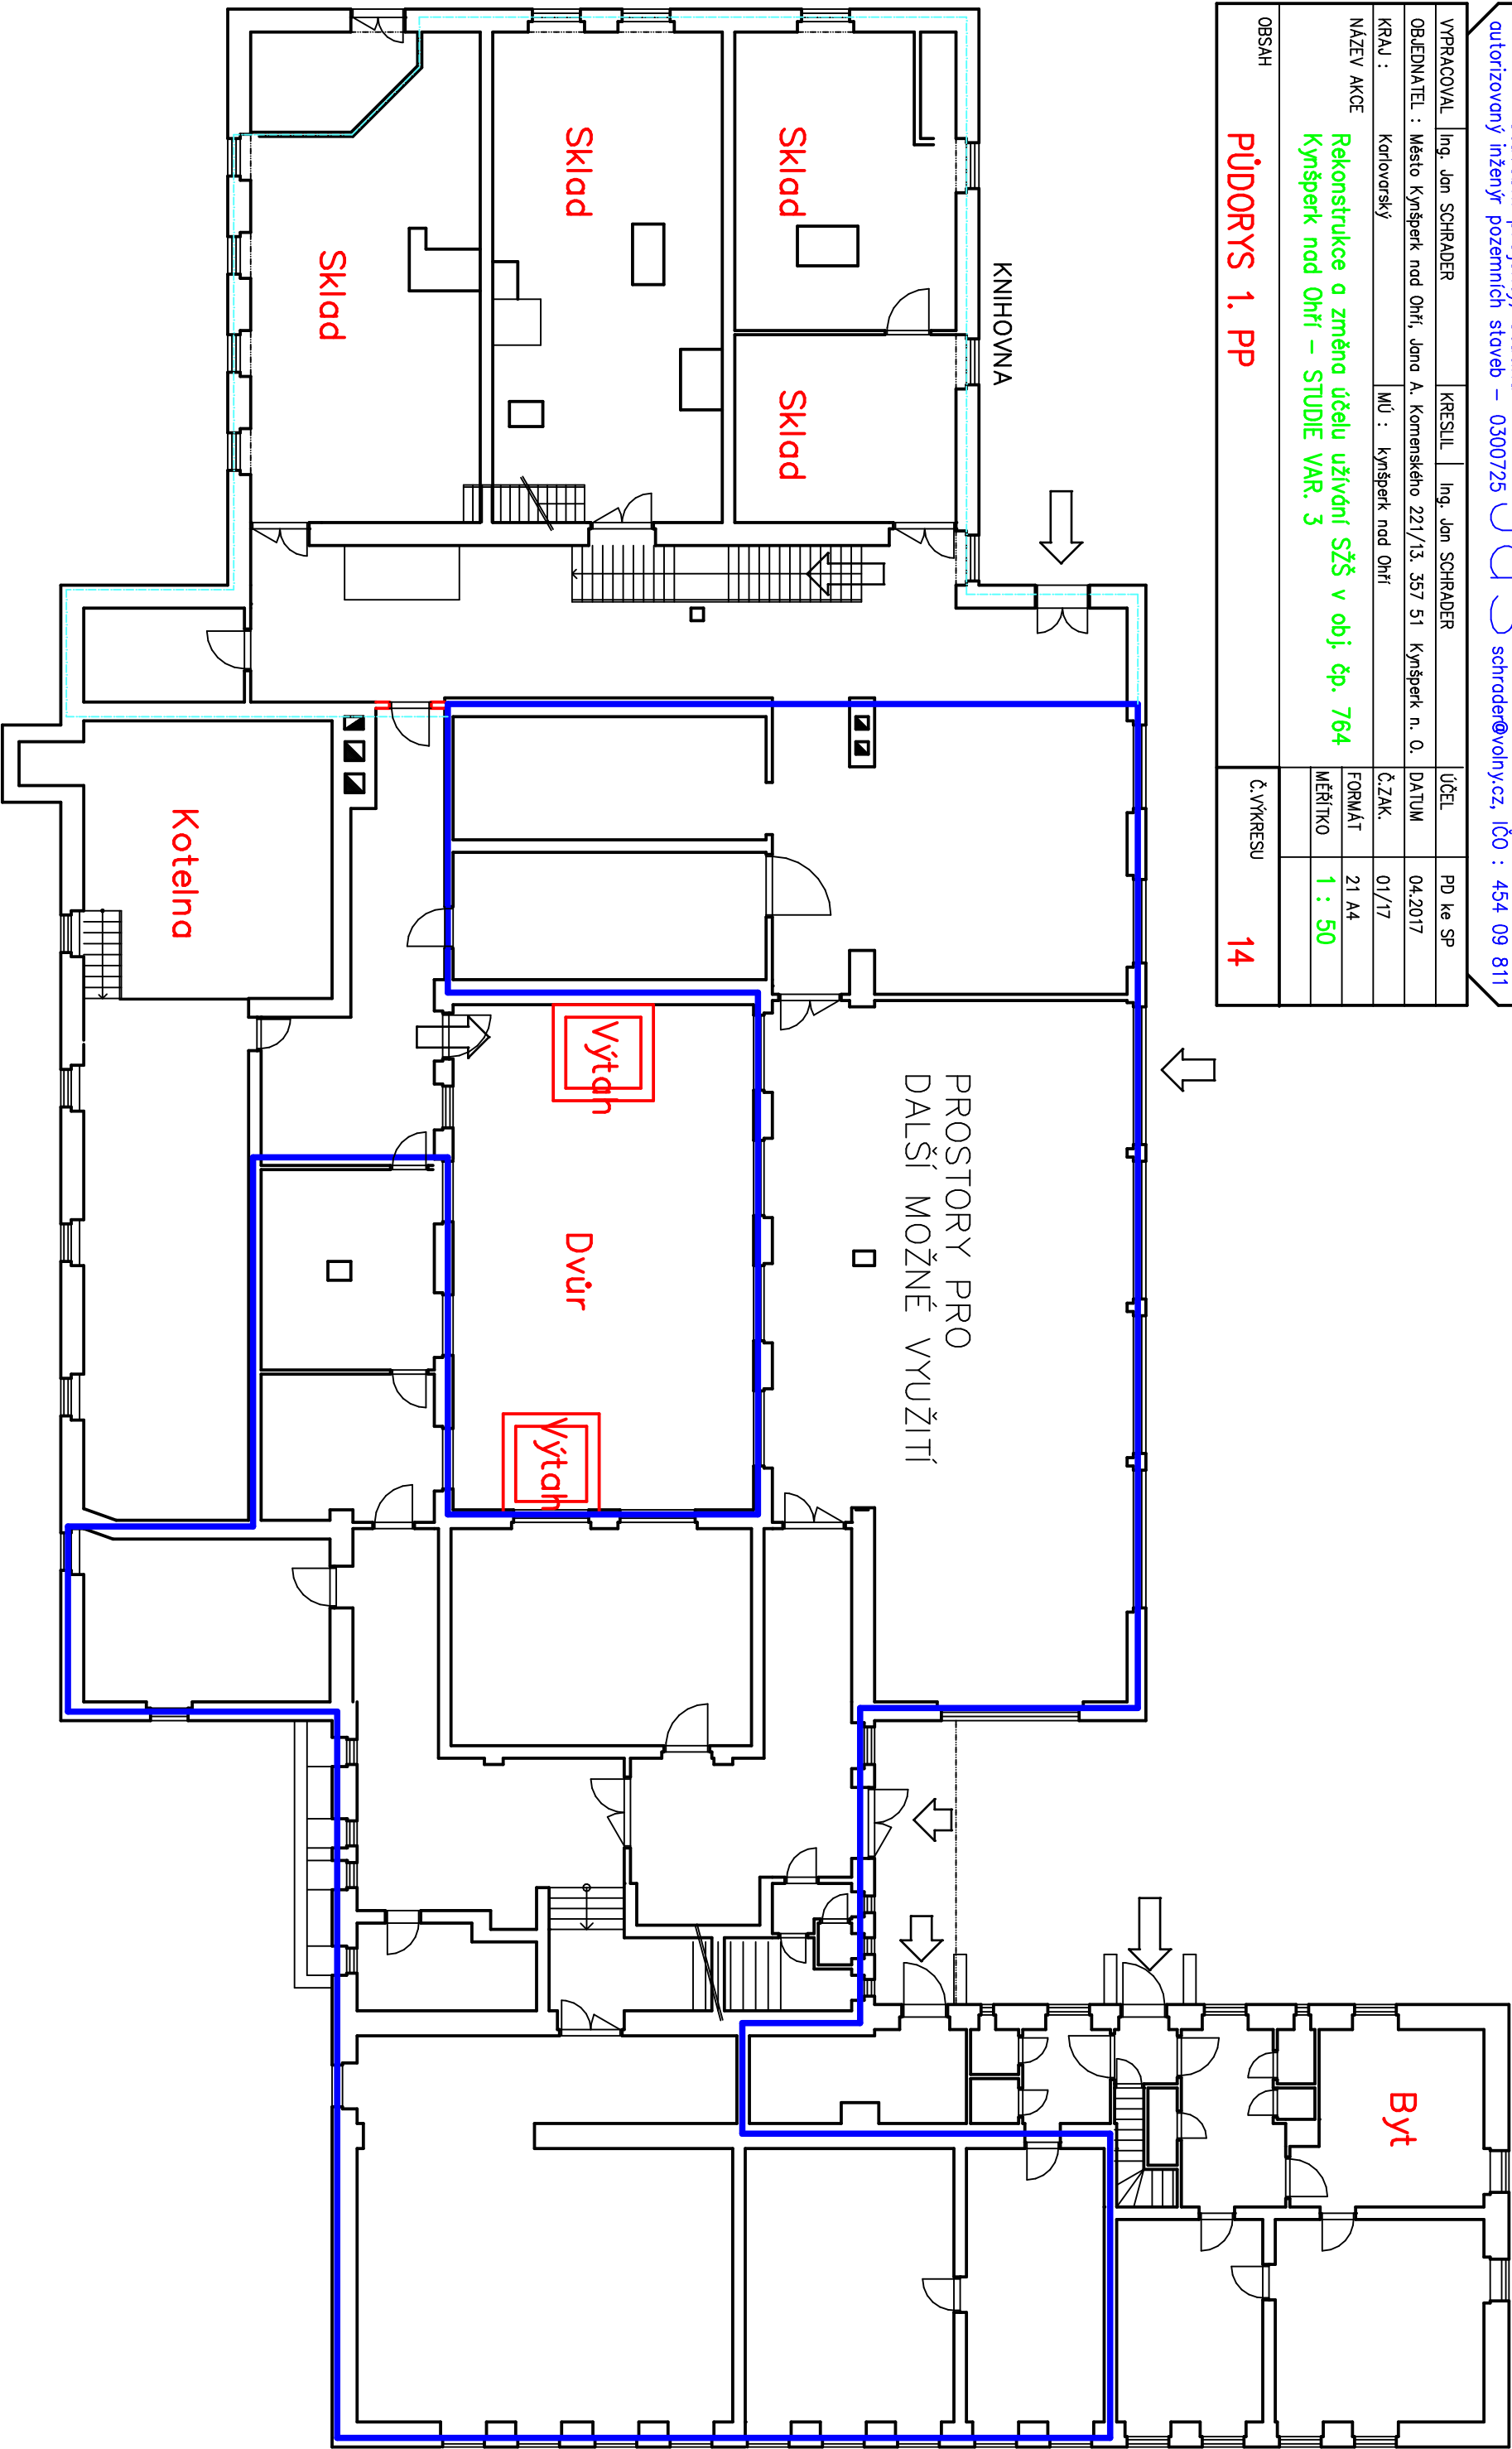 autorizovaný inženýr pozemních staveb – 0300725
schrader@volny.cz, IČO : 454 09 811
VYPRACOVAL Ing. Jan SCHRADER KRESLIL Ing. Jan SCHRADER ÚČEL PD ke SP
OBJEDNATEL : Město Kynšperk nad Ohří, Jana A. Komenského 221/13. 357 51 Kynšperk n. O. DATUM 04.2017
KRAJ : Karlovarský MÚ : kynšperk nad Ohří Č.ZAK. 01/17
NÁZEV AKCE FORMÁT 21 A4
Rekonstrukce a změna účelu užívání SZŠ v obj. čp. 764
Kynšperk nad Ohří – STUDIE VAR. 3
MĚŘÍTKO 1 : 50
OBSAH Č.VÝKRESU
PŮDORYS 1. PP 14
KNIHOVNA
Sklad
Sklad
Sklad
Sklad
PROSTORY PRO
DALŠÍ MOŽNÉ VYUŽITÍ
Výtah
Dvůr
Výtah
Kotelna
Byt